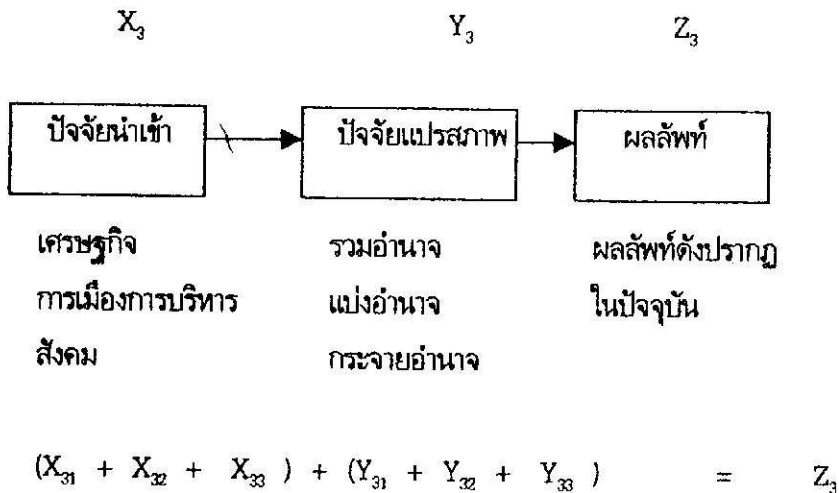 X₃ Y₃ Z₃
ปัจจัยนำเข้า ปัจจัยแปรสภาพ ผลลัพท์
เศรษฐกิจ รวมอำนาจ ผลลัพท์ดังปรากฏ
การเมืองการบริหาร แบ่งอำนาจ ในปัจจุบัน
สังคม กระจายอำนาจ
(X₃₁ + X₃₂ + X₃₃ ) + (Y₃₁ + Y₃₂ + Y₃₃ ) = Z₃